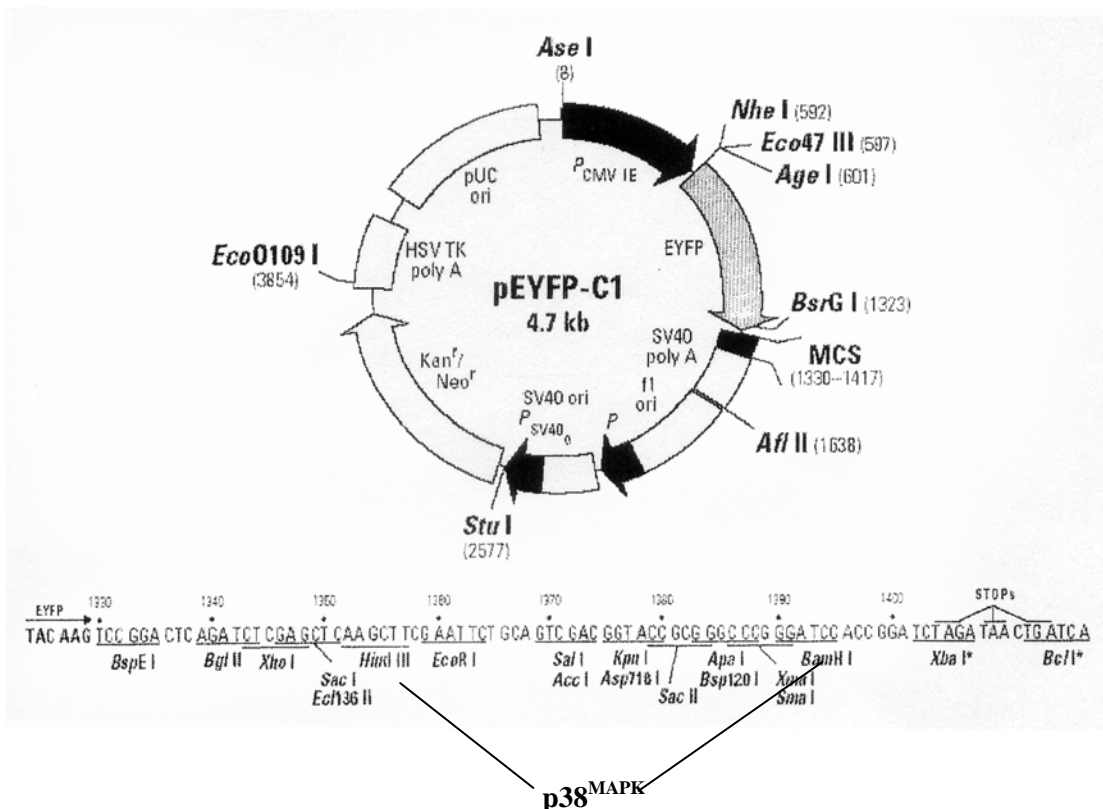 Ase I
(8)
Nhe I (592)
Eco47 III (597)
Age I (601)
PCMV IE
pUC
ori
EYFP
EcoO109 I
(3854)
HSV TK
poly A
pEYFP-C1
4.7 kb
BsrG I (1323)
SV40
poly A
MCS
(1330–1417)
f1
ori
Kanr/
Neor
SV40 ori
P
SV40e
P
Afl II (1638)
Stu I
(2577)
EYFP
1330 1340 1350 1360 1370 1380 1390 1400
STOPs
TAC AAG TCC GGA CTC AGA TCT CGA GCT CAA GCT TCG AAT TCT GCA GTC GAC GGT ACC GCG GGC CCG GGA TCC ACC GGA TCT AGA TAA CTG ATCA
BspE I Bgl II Xho I Hind III EcoR I Sal I Kpn I Apa I BamH I Xba I* Bcl I*
Sac I Acc I Asp718 I Bsp120 I Xma I
Ecl136 II Sac II Sma I
p38MAPK